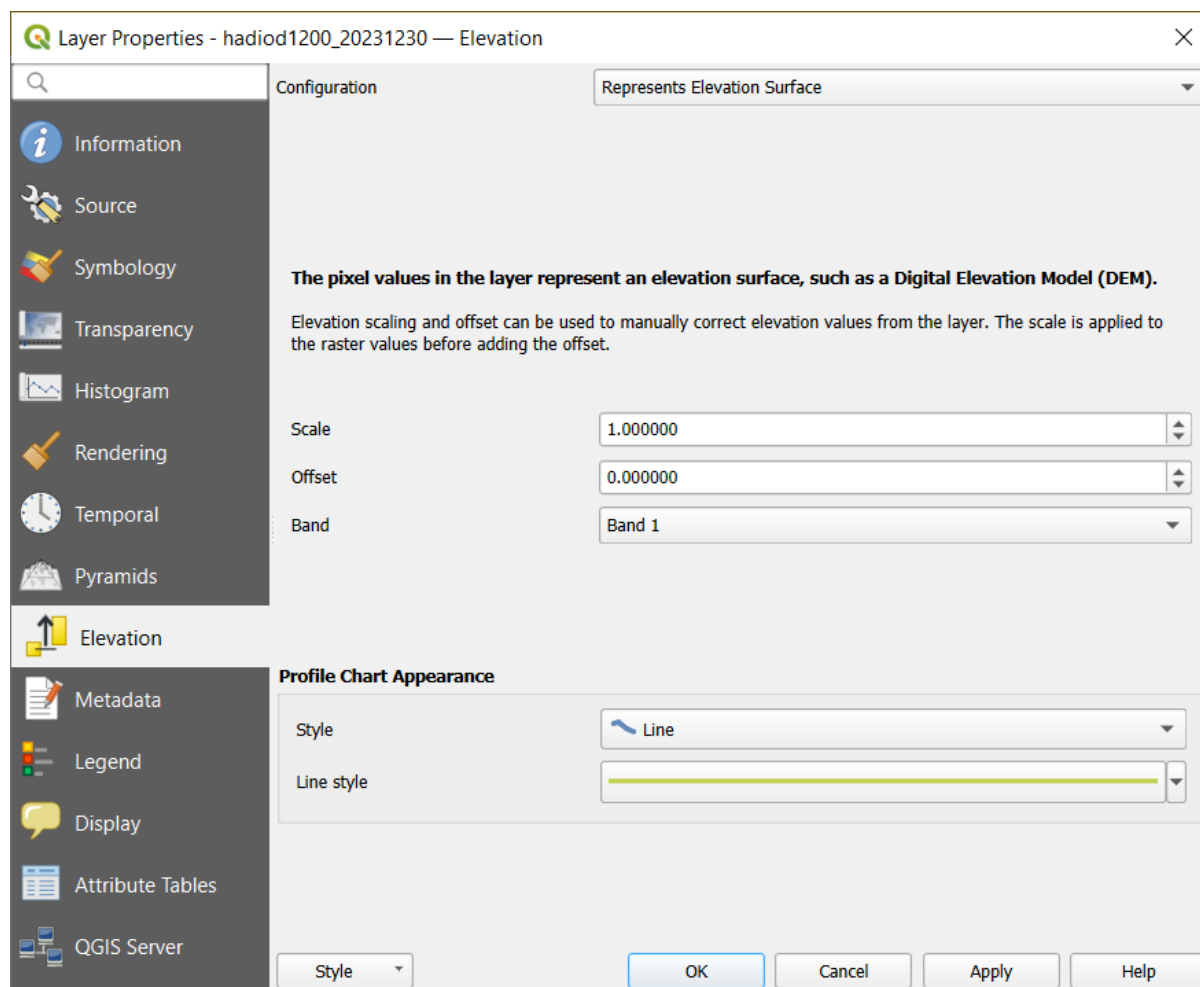 Layer Properties - hadiod1200_20231230 — Elevation
Configuration
Represents Elevation Surface
Information
Source
Symbology
Transparency
Histogram
Rendering
Temporal
Pyramids
Elevation
Metadata
Legend
Display
Attribute Tables
QGIS Server
The pixel values in the layer represent an elevation surface, such as a Digital Elevation Model (DEM).
Elevation scaling and offset can be used to manually correct elevation values from the layer. The scale is applied to
the raster values before adding the offset.
Scale
1.000000
Offset
0.000000
Band
Band 1
Profile Chart Appearance
Style
Line
Line style
Style
OK
Cancel
Apply
Help